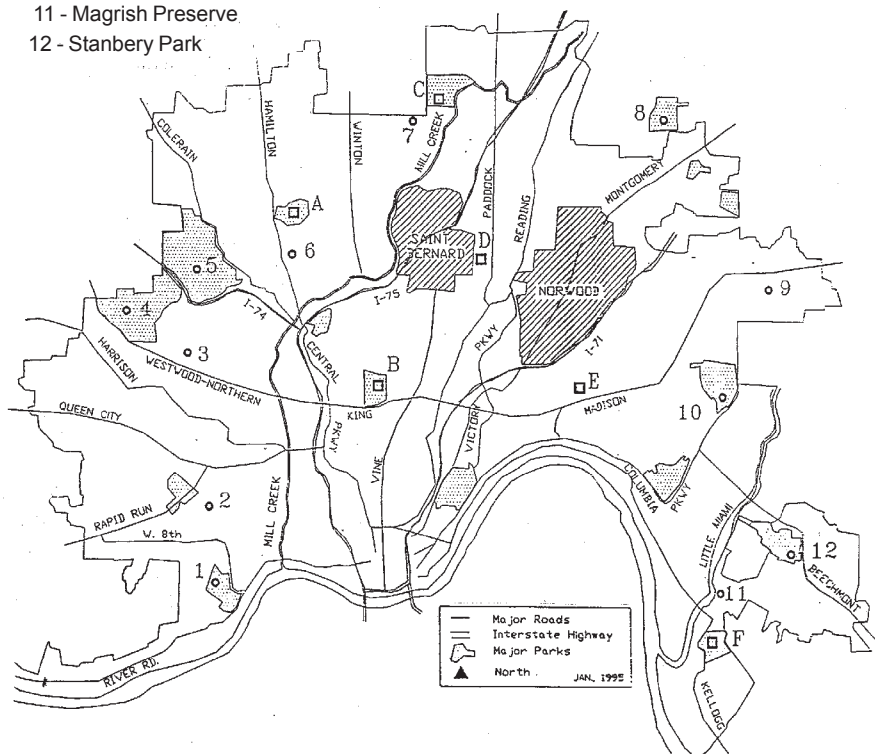 11 - Magrish Preserve
12 - Stanbery Park
COLERAIN
HAMILTON
WINTON
C
7
MILL CREEK
PADDOCK
READING
8
MONTGOMERY
A
6
5
SAINT
BERNARD
D
NORWOOD
4
I-74
I-75
I-71
9
3
HARRISON
WESTWOOD-NORTHERN
CENTRAL
PKWY
B
KING
PKWY
VICTORY
E
MADISON
10
QUEEN CITY
VINE
COLUMBIA
PKWY
RAPID RUN
2
W. 8th
MILL CREEK
LITTLE MIAMI
12
BEECHMONT
1
11
F
RIVER RD.
KELLOGG
Major Roads
Interstate Highway
Major Parks
North
JAN. 1995